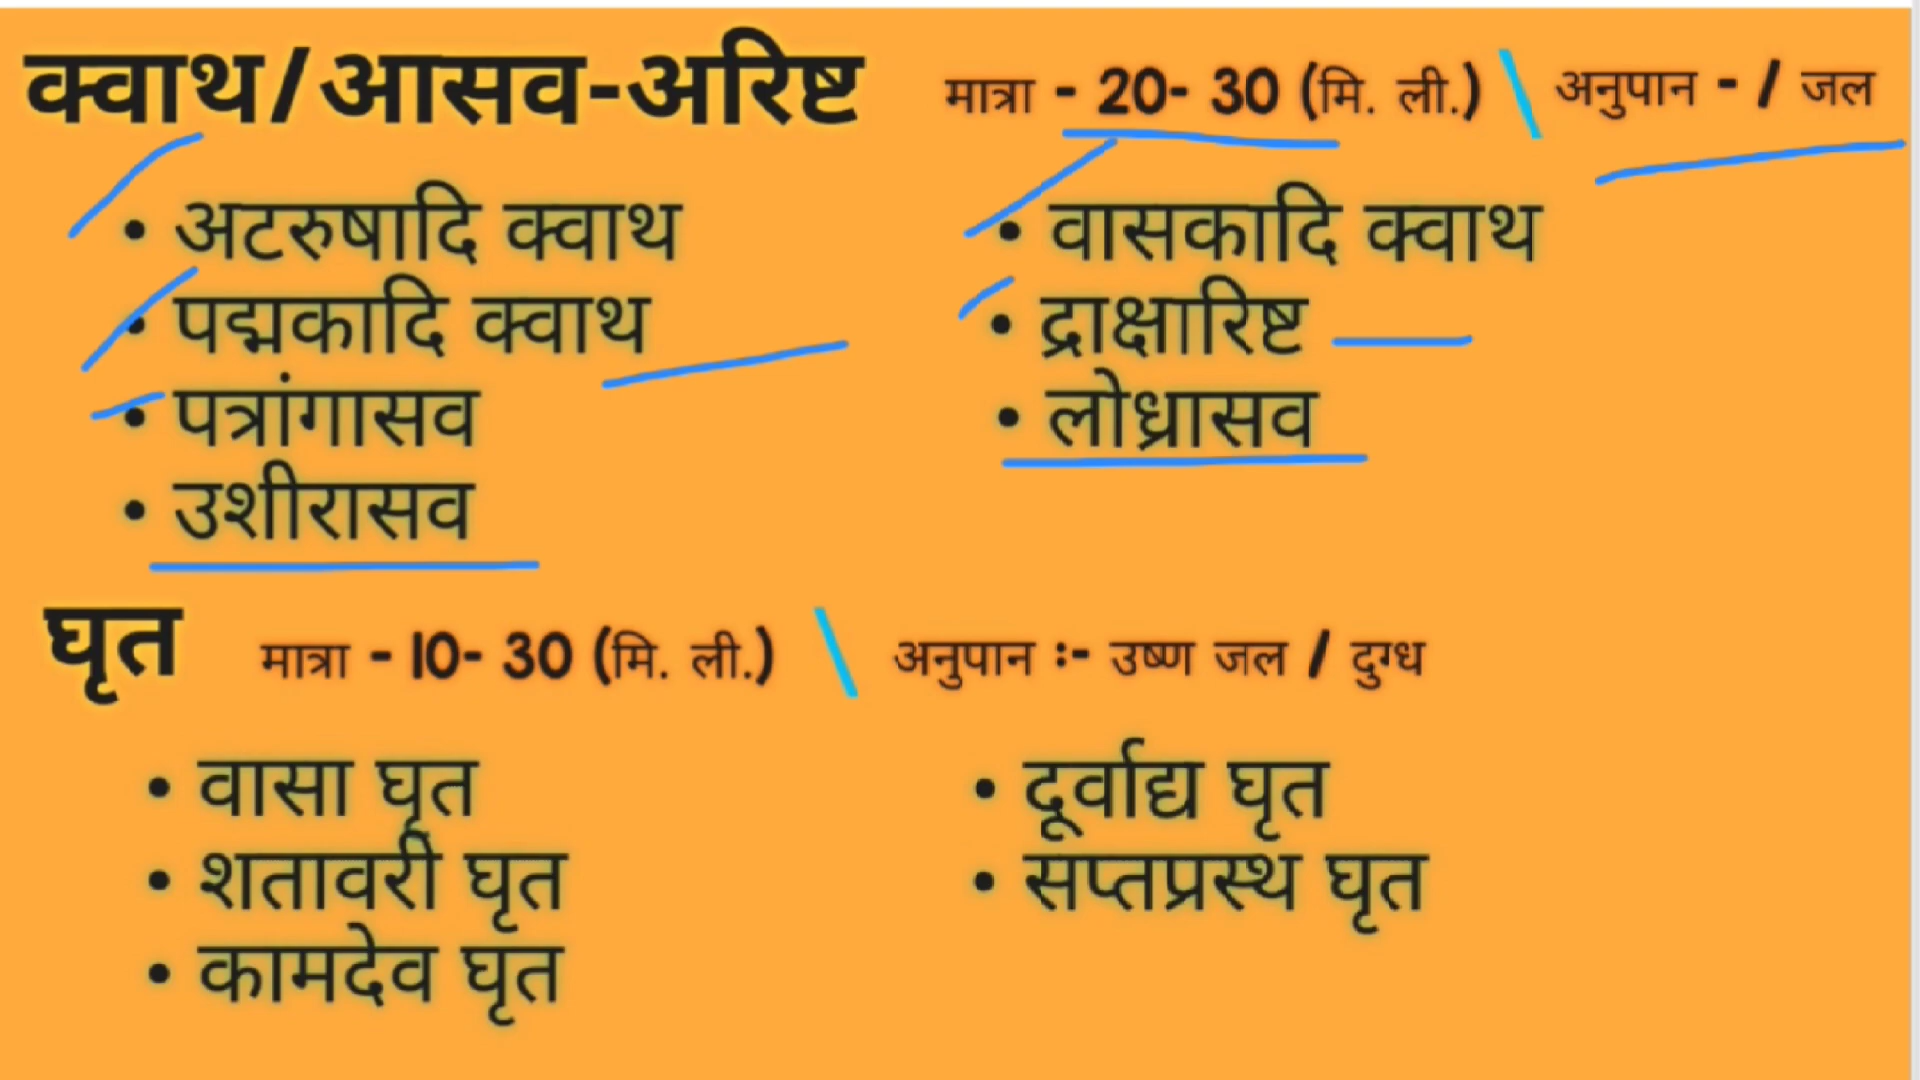 क्वाथ/आसव-अरिष्ट मात्रा - 20- 30 (मि. ली.) \ अनुपान - / जल
• अटरुषादि क्वाथ
• पद्मकादि क्वाथ
• पत्रांगासव
• उशीरासव
• वासकादि क्वाथ
• द्राक्षारिष्ट
• लोध्रासव
घृत मात्रा - 10- 30 (मि. ली.) \ अनुपान ः- उष्ण जल / दुग्ध
• वासा घृत
• शतावरी घृत
• कामदेव घृत
• दूर्वाद्य घृत
• सप्तप्रस्थ घृत